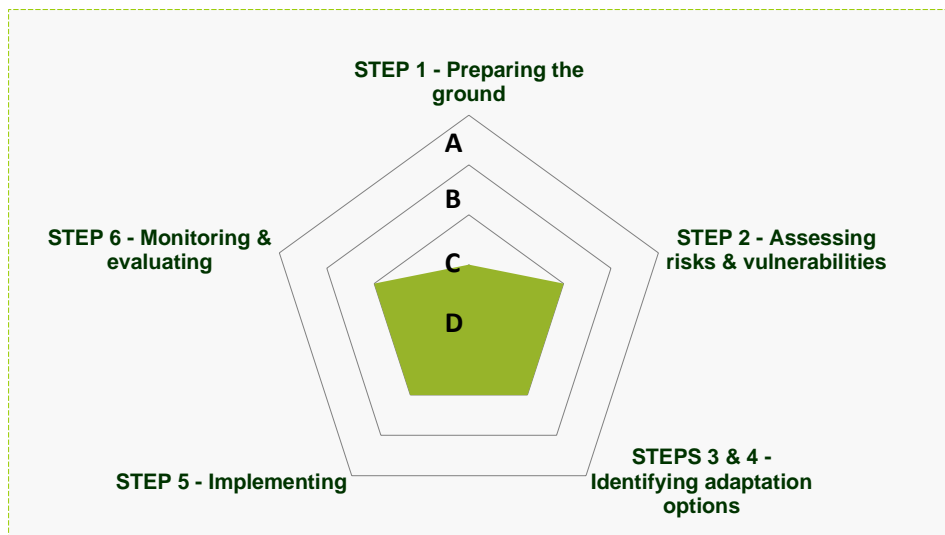 STEP 1 - Preparing the
ground
A
B
STEP 6 - Monitoring &
evaluating
STEP 2 - Assessing
risks & vulnerabilities
C
D
STEP 5 - Implementing
STEPS 3 & 4 -
Identifying adaptation
options